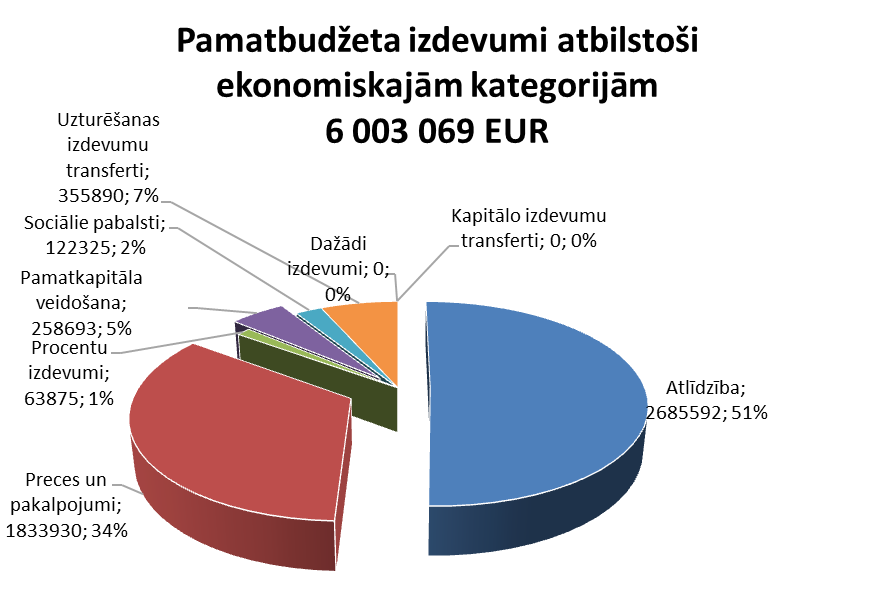 Pamatbudžeta izdevumi atbilstoši
ekonomiskajām kategorijām
6 003 069 EUR
Uzturēšanas
izdevumu
transferti;
355890; 7%
Sociālie pabalsti;
122325; 2%
Pamatkapitāla
veidošana;
258693; 5%
Procentu
izdevumi;
63875; 1%
Preces un
pakalpojumi;
1833930; 34%
Dažādi
izdevumi; 0;
0%
Kapitālo izdevumu
transferti; 0; 0%
Atlīdzība;
2685592; 51%